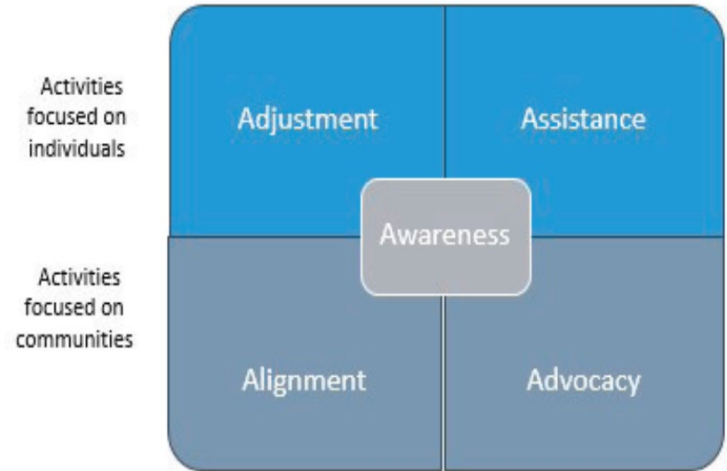 Activities
focused on
individuals
Adjustment
Assistance
Awareness
Activities
focused on
communities
Alignment
Advocacy